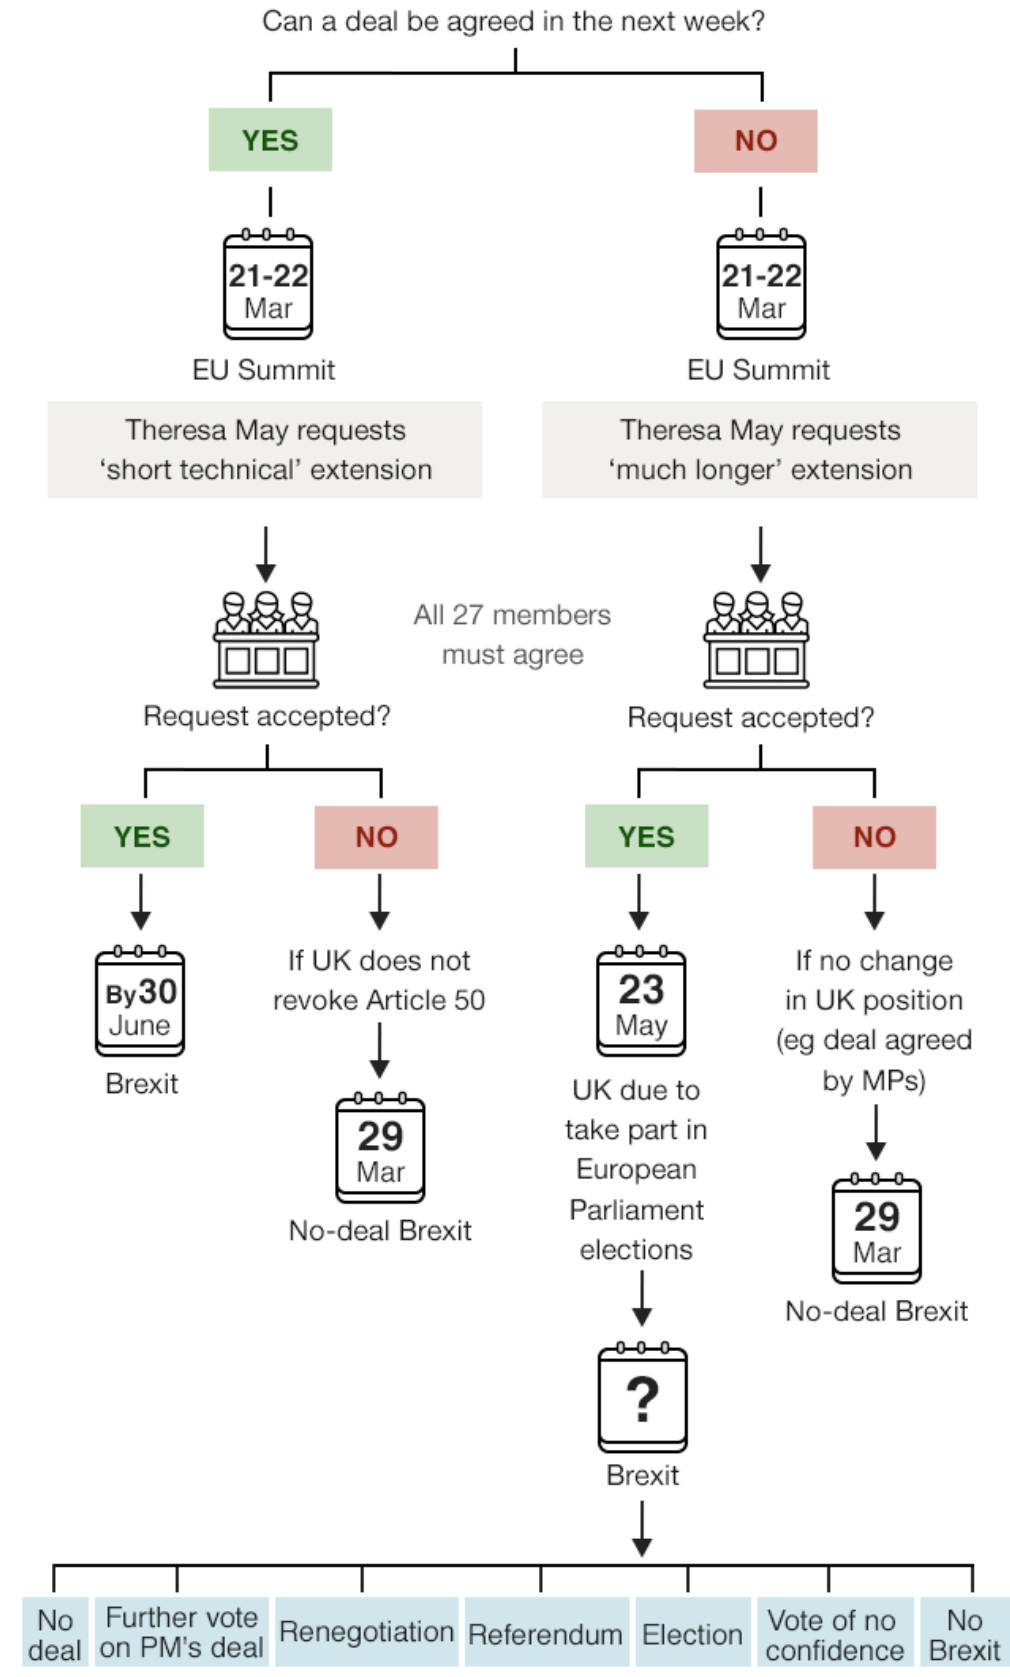 Can a deal be agreed in the next week?
YES
NO
21-22
Mar
21-22
Mar
EU Summit
EU Summit
Theresa May requests
‘short technical’ extension
Theresa May requests
‘much longer’ extension
All 27 members
must agree
Request accepted?
Request accepted?
YES
NO
YES
NO
By30
June
Brexit
If UK does not
revoke Article 50
29
Mar
No-deal Brexit
23
May
UK due to
take part in
European
Parliament
elections
?
Brexit
If no change
in UK position
(eg deal agreed
by MPs)
29
Mar
No-deal Brexit
No
deal
Further vote
on PM's deal
Renegotiation
Referendum
Election
Vote of no
confidence
No
Brexit